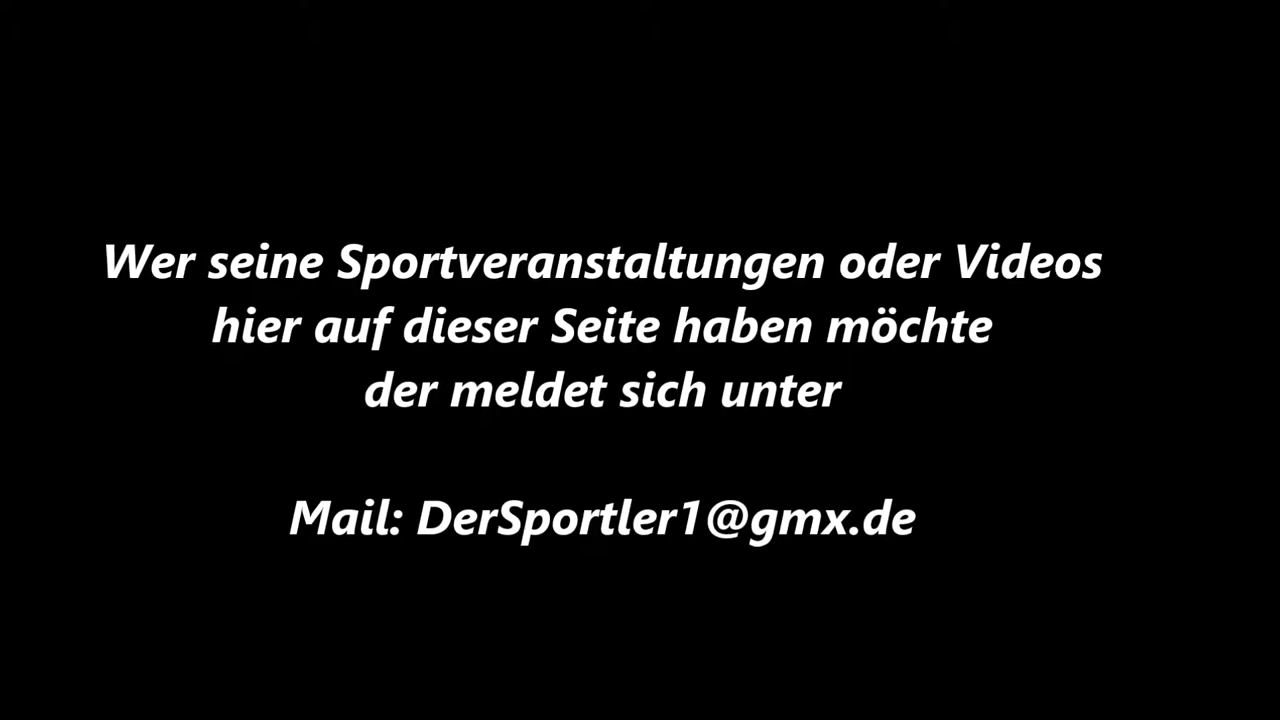 Wer seine Sportveranstaltungen oder Videos
hier auf dieser Seite haben möchte
der meldet sich unter
Mail: DerSportler1@gmx.de